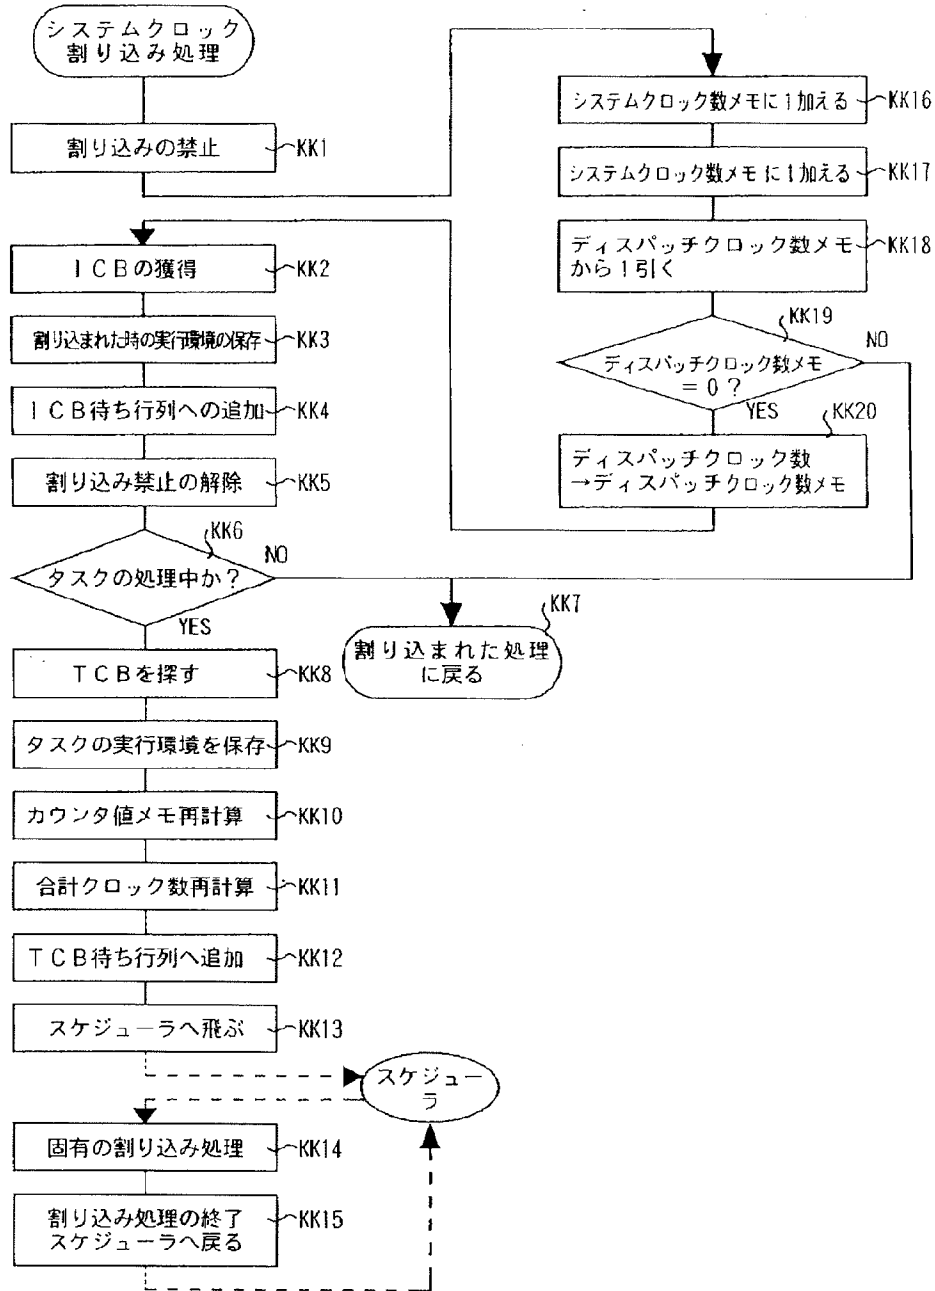 システムクロック
割り込み処理
割り込みの禁止
KK1
システムクロック数メモに1加える
KK16
システムクロック数メモに1加える
KK17
ディスパッチクロック数メモ
から1引く
KK18
KK19
ディスパッチクロック数メモ
=0?
NO
YES
KK20
ディスパッチクロック数
→ディスパッチクロック数メモ
ICBの獲得
KK2
割り込まれた時の実行環境の保存
KK3
ICB待ち行列への追加
KK4
割り込み禁止の解除
KK5
KK6
タスクの処理中か?
NO
YES
KK7
割り込まれた処理
に戻る
TCBを探す
KK8
タスクの実行環境を保存
KK9
カウンタ値メモ再計算
KK10
合計クロック数再計算
KK11
TCB待ち行列へ追加
KK12
スケジューラへ飛ぶ
KK13
スケジュー
ラ
固有の割り込み処理
KK14
割り込み処理の終了
スケジューラへ戻る
KK15